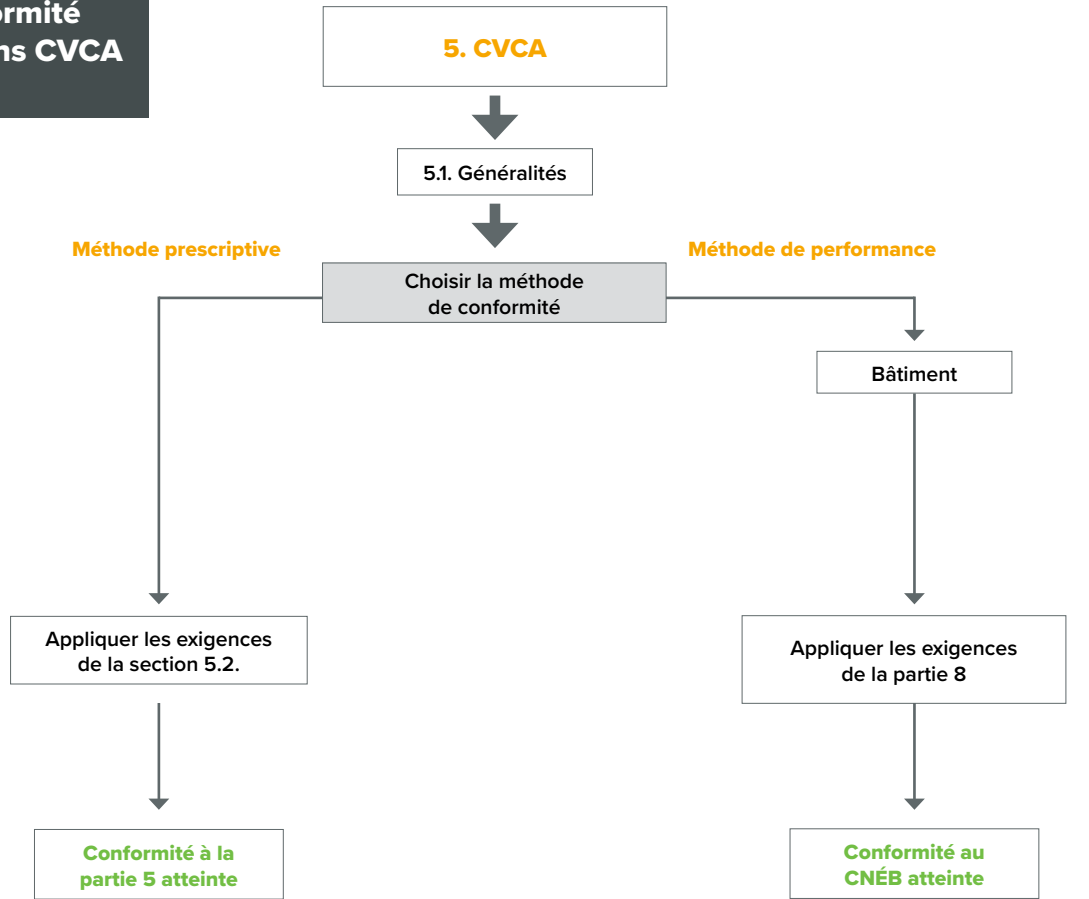 ns CVCA
5. CVCA
5.1. Généralités
Méthode prescriptive
Méthode de performance
Choisir la méthode
de conformité
Bâtiment
Appliquer les exigences
de la section 5.2.
Appliquer les exigences
de la partie 8
Conformité à la
partie 5 atteinte
Conformité au
CNÉB atteinte